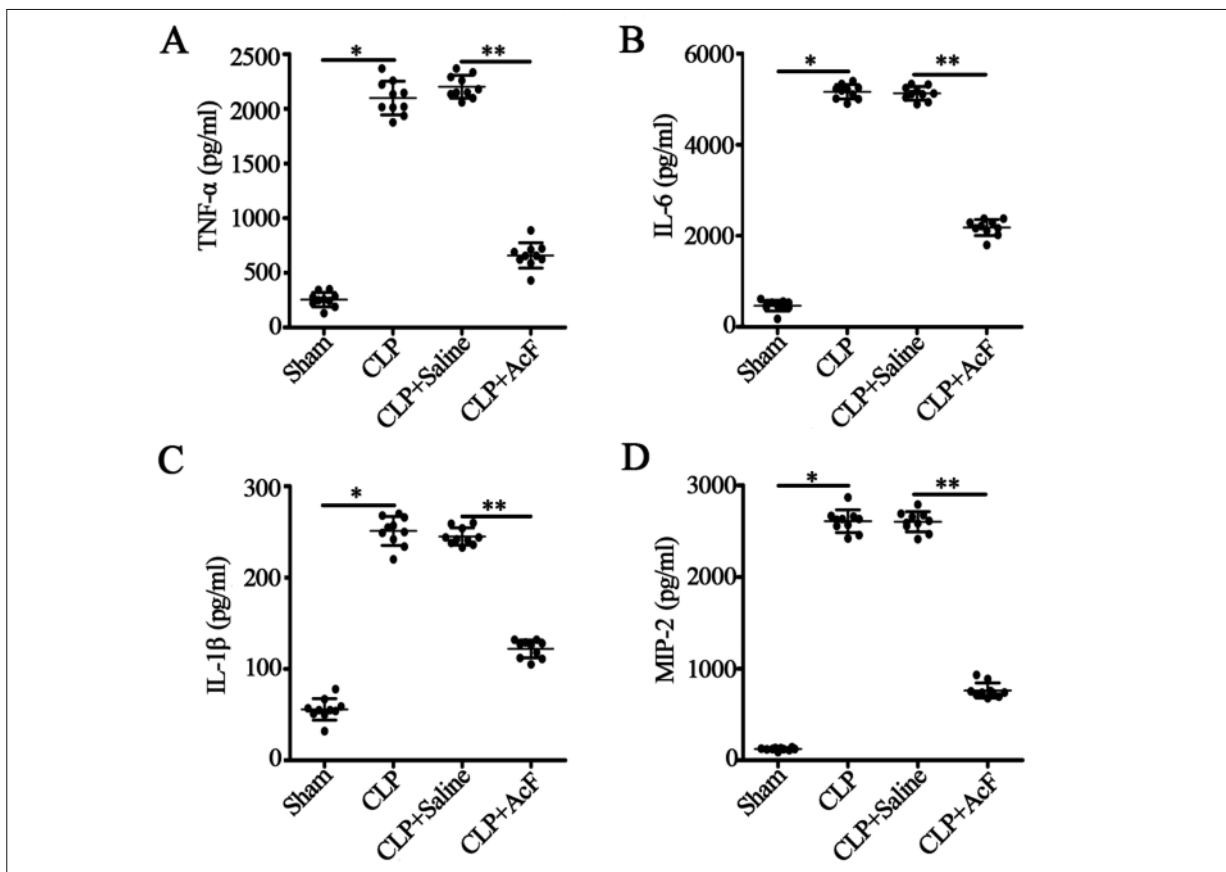 A
TNF-α (pg/ml)
2500
2000
1500
1000
500
0
*
**
Sham
CLP
CLP+Saline
CLP+AcF
B
IL-6 (pg/ml)
6000
4000
2000
0
*
**
Sham
CLP
CLP+Saline
CLP+AcF
C
IL-1β (pg/ml)
300
200
100
0
*
**
Sham
CLP
CLP+Saline
CLP+AcF
D
MIP-2 (pg/ml)
3000
2000
1000
0
*
**
Sham
CLP
CLP+Saline
CLP+AcF